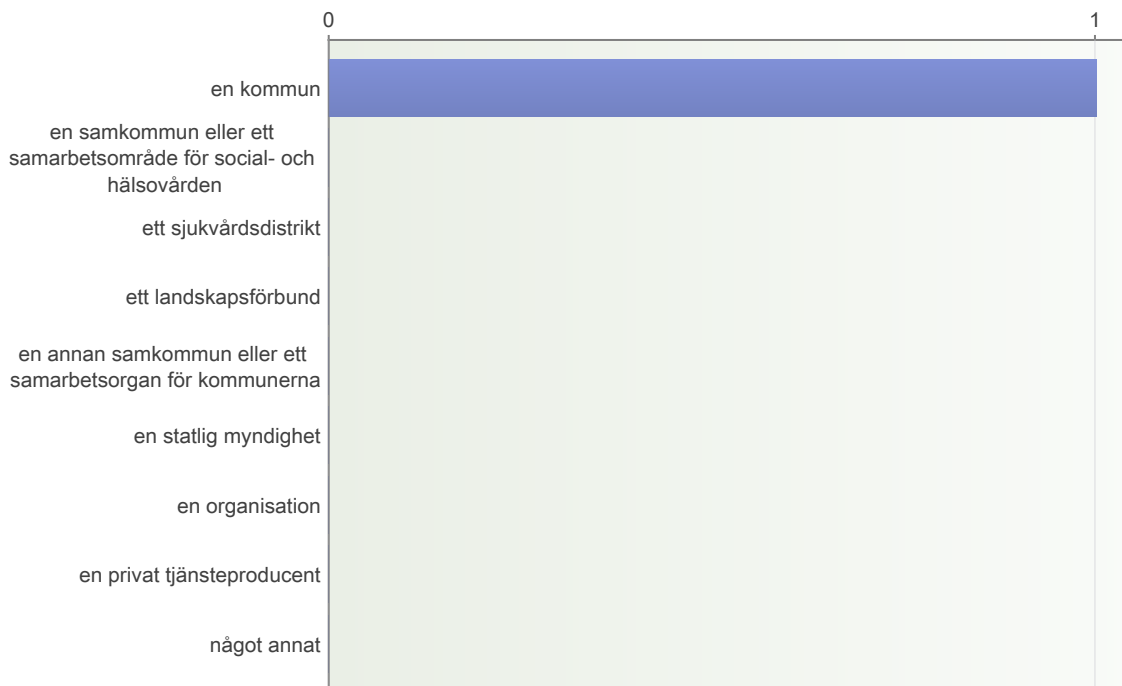 0 1
en kommun
en samkommun eller ett
samarbetsområde för social- och
hälsovården
ett sjukvårdsdistrikt
ett landskapsförbund
en annan samkommun eller ett
samarbetsorgan för kommunerna
en statlig myndighet
en organisation
en privat tjänsteproducent
något annat